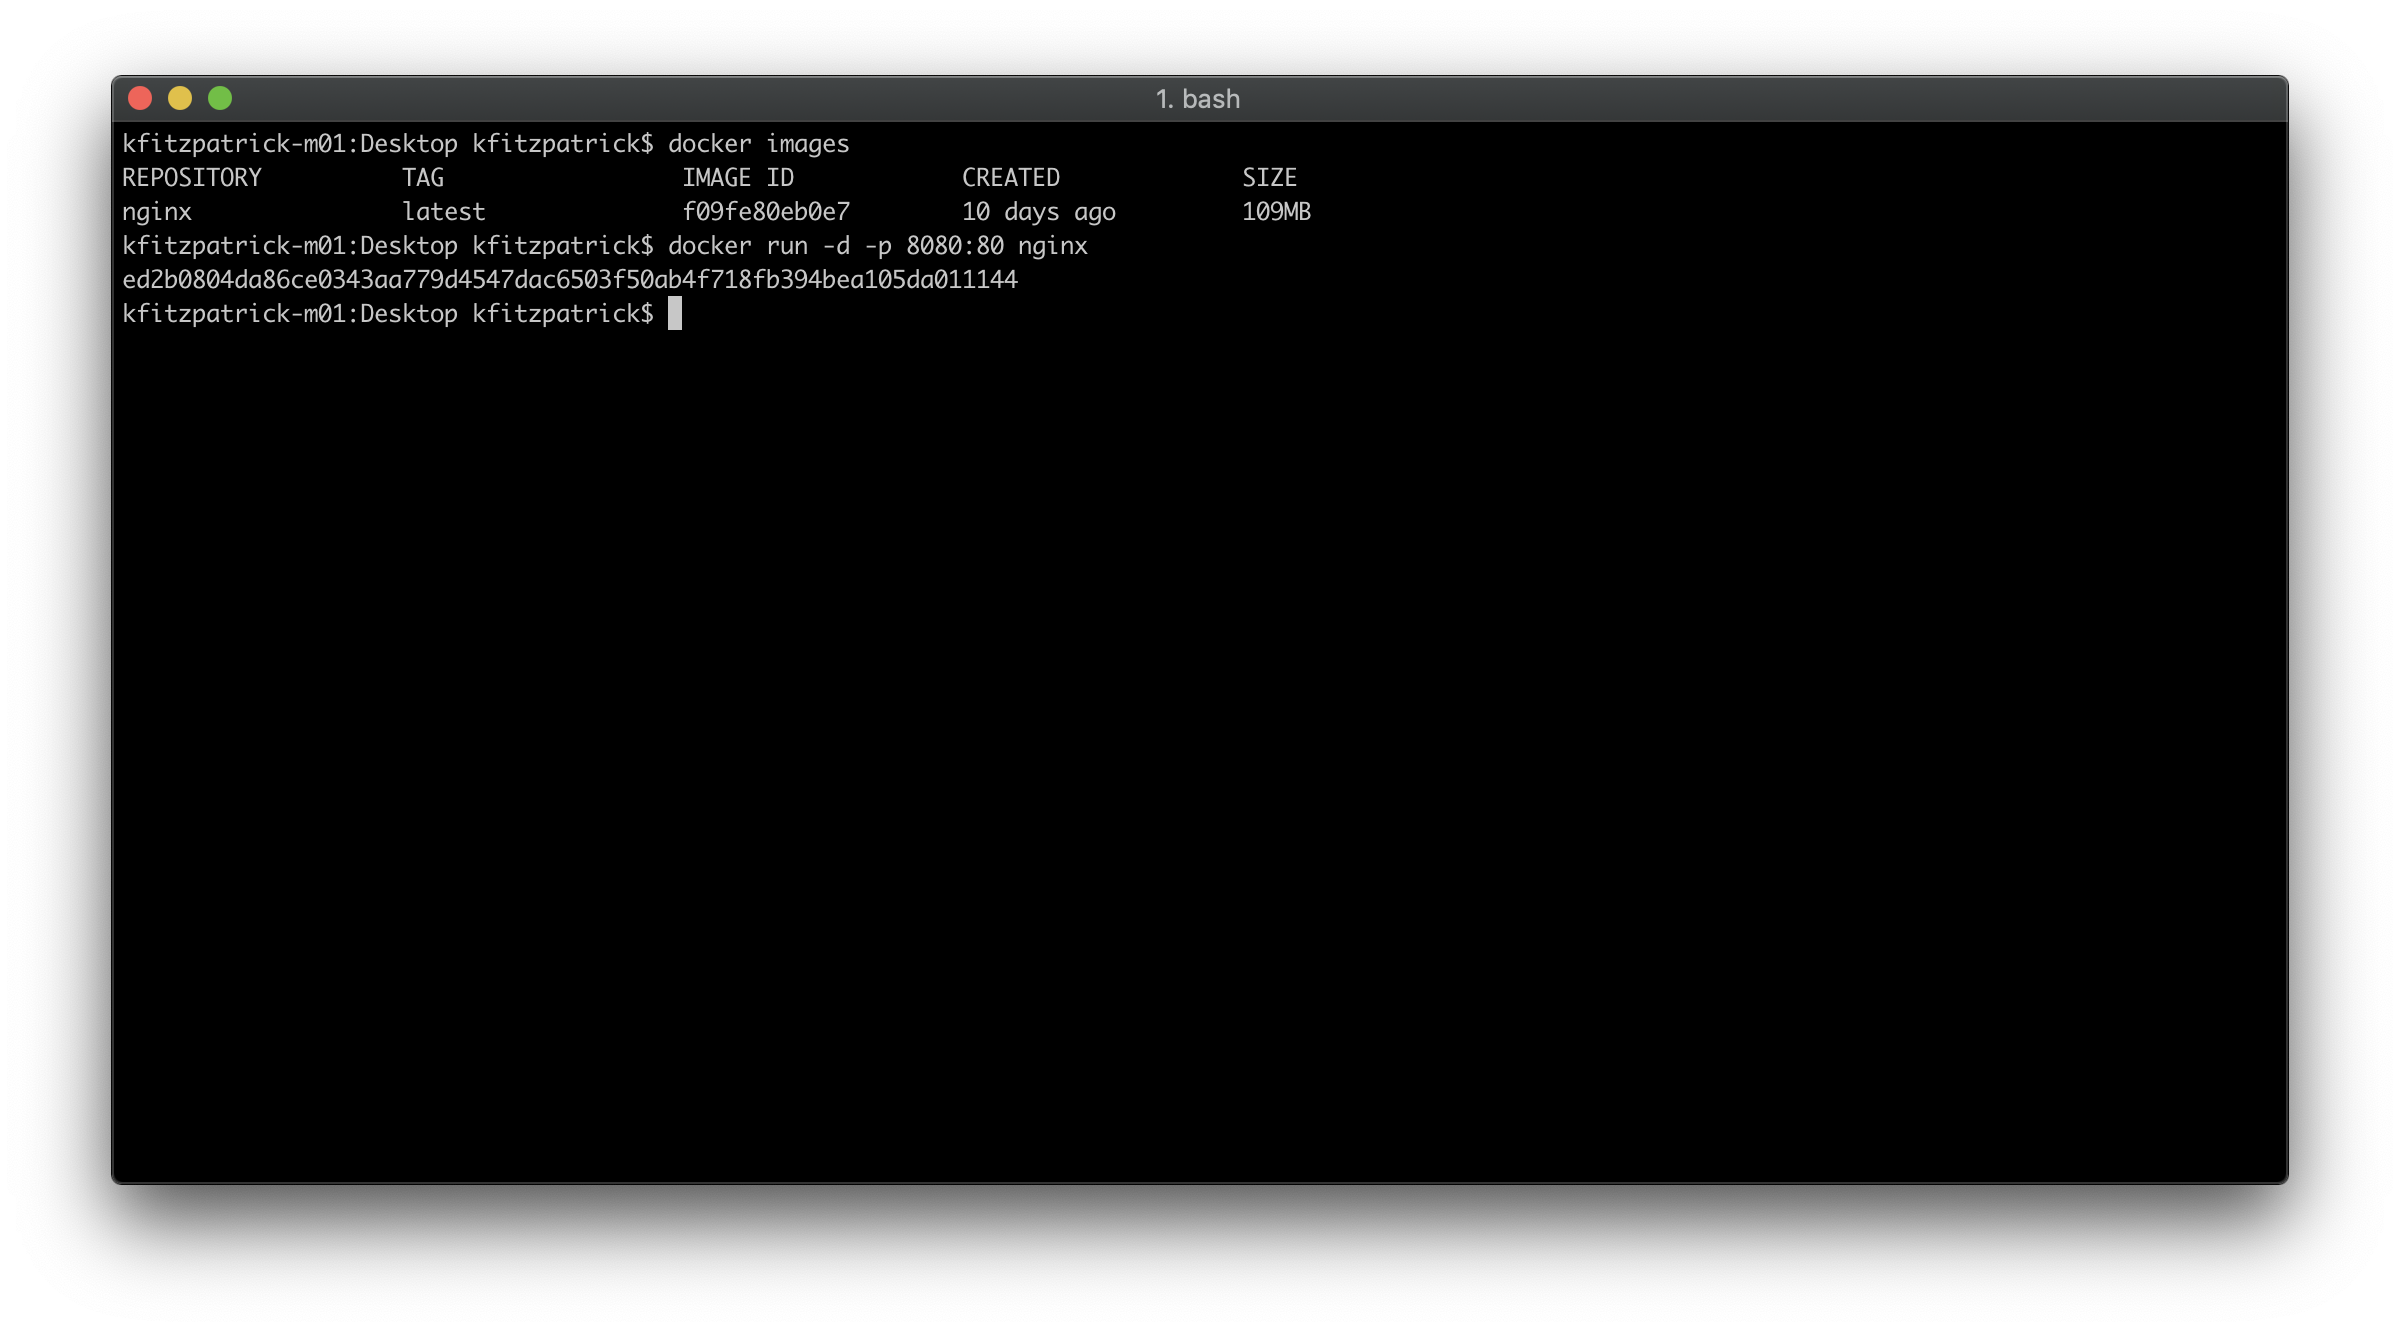 1. bash
kfitzpatrick-m01:Desktop kfitzpatrick$ docker images
REPOSITORY          TAG                 IMAGE ID            CREATED             SIZE
nginx               latest              f09fe80eb0e7        10 days ago         109MB
kfitzpatrick-m01:Desktop kfitzpatrick$ docker run -d -p 8080:80 nginx
ed2b0804da86ce0343aa779d4547dac6503f50ab4f718fb394bea105da011144
kfitzpatrick-m01:Desktop kfitzpatrick$